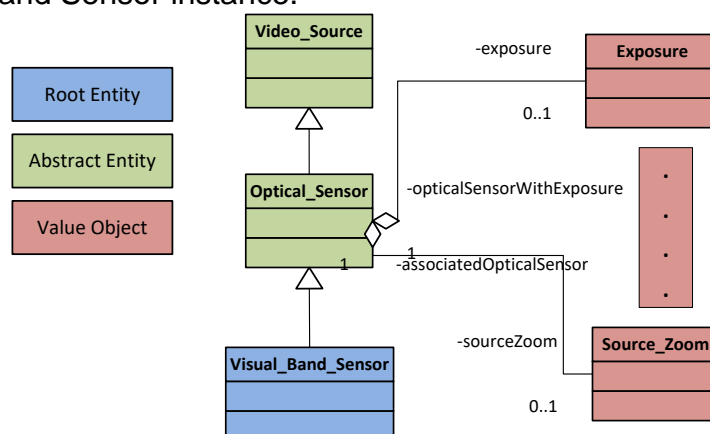 and Sensor instance.
Video_Source
-exposure
Exposure
Root Entity
0..1
Abstract Entity
Optical_Sensor
-opticalSensorWithExposure
Value Object
1
1
-associatedOpticalSensor
-sourceZoom
Source_Zoom
Visual_Band_Sensor
0..1